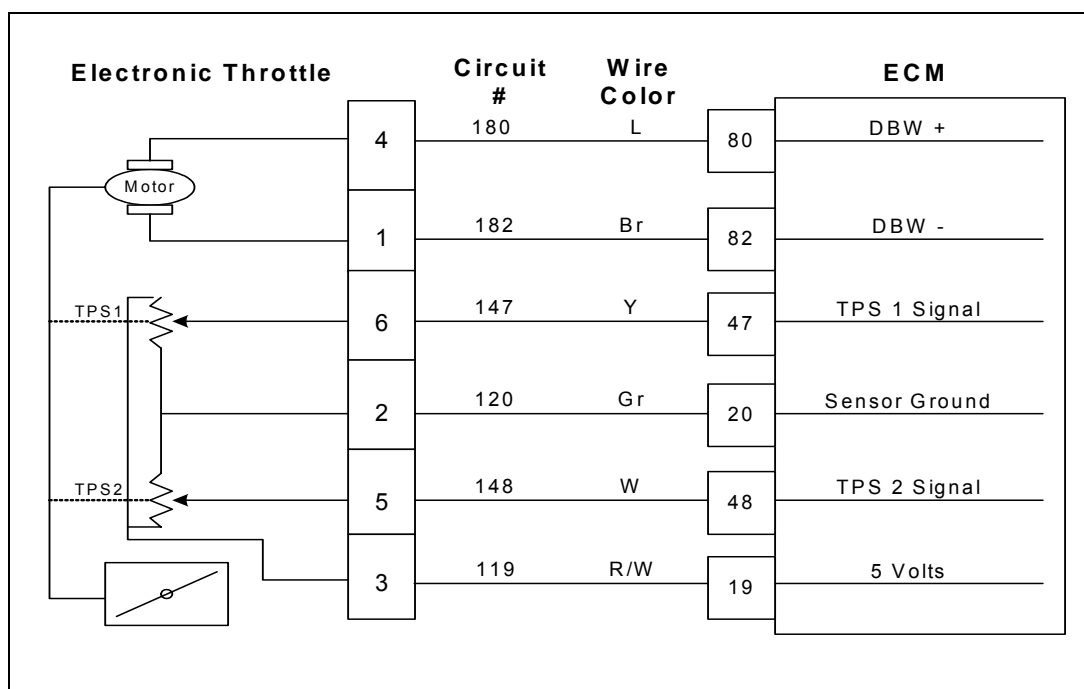 Electronic Throttle Circuit # Wire Color ECM
4 180 L 80 DBW +
Motor
1 182 Br 82 DBW -
TPS1 6 147 Y 47 TPS 1 Signal
2 120 Gr 20 Sensor Ground
TPS2 5 148 W 48 TPS 2 Signal
3 119 R/W 19 5 Volts